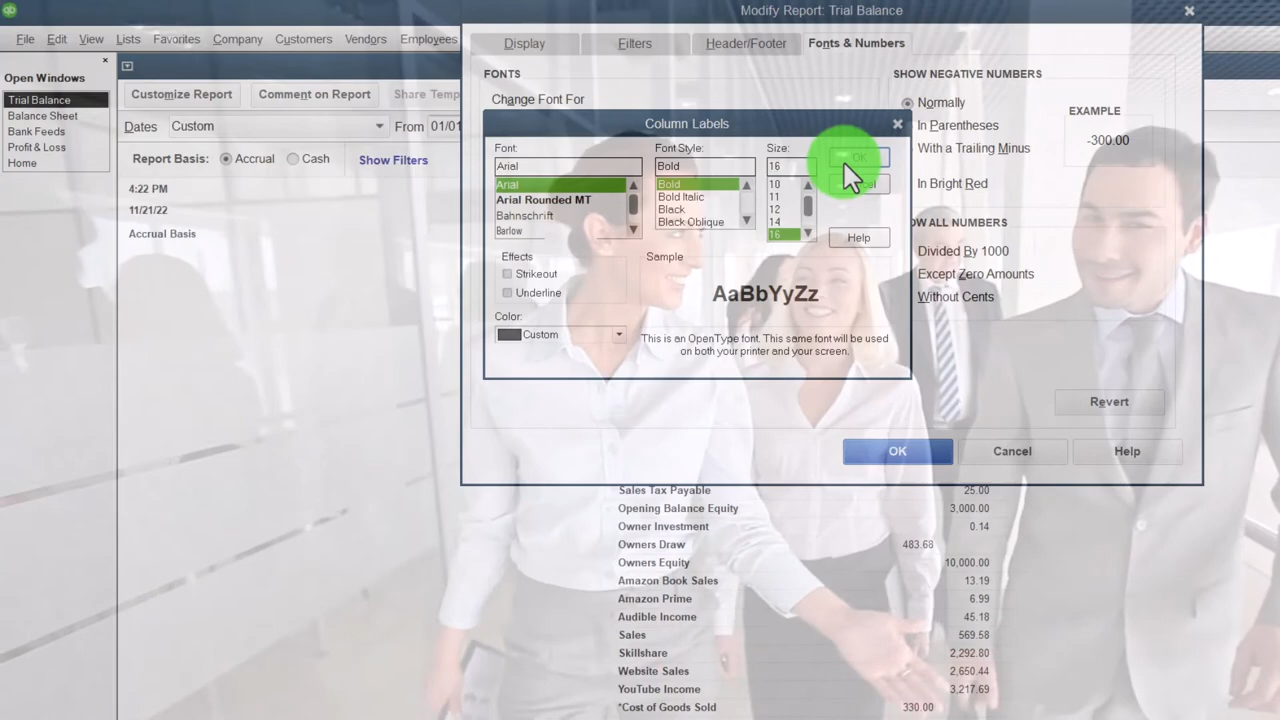 qb
Modify Report: Trial Balance
File Edit View Lists Favorites Company Customers Vendors Employees
Display Filters Header/Footer Fonts & Numbers
Open Windows
Trial Balance
Balance Sheet
Bank Feeds
Profit & Loss
Home
Customize Report Comment on Report Share Temp
Dates Custom From 01/01
Report Basis: Accrual Cash Show Filters
4:22 PM
11/21/22
Accrual Basis
FONTS
Change Font For
SHOW NEGATIVE NUMBERS
Normally
In Parentheses
With a Trailing Minus
In Bright Red
EXAMPLE
-300.00
OW ALL NUMBERS
Divided By 1000
Except Zero Amounts
Without Cents
Revert
OK Cancel Help
Column Labels
Font: Font Style: Size:
Arial Bold 16 OK
Arial Bold 10
Arial Rounded MT Bold Italic 11
Bahnschrift Black 12
Barlow Black Oblique 14
16
Help
Effects
Strikeout
Underline
Sample
AaBbYyZz
Color:
Custom
This is an OpenType font. This same font will be used
on both your printer and your screen.
Sales Tax Payable 25.00
Opening Balance Equity 3,000.00
Owner Investment 0.14
Owners Draw 483.68
Owners Equity 10,000.00
Amazon Book Sales 13.19
Amazon Prime 6.99
Audible Income 45.18
Sales 569.58
Skillshare 2,292.80
Website Sales 2,650.44
YouTube Income 3,217.69
*Cost of Goods Sold 330.00